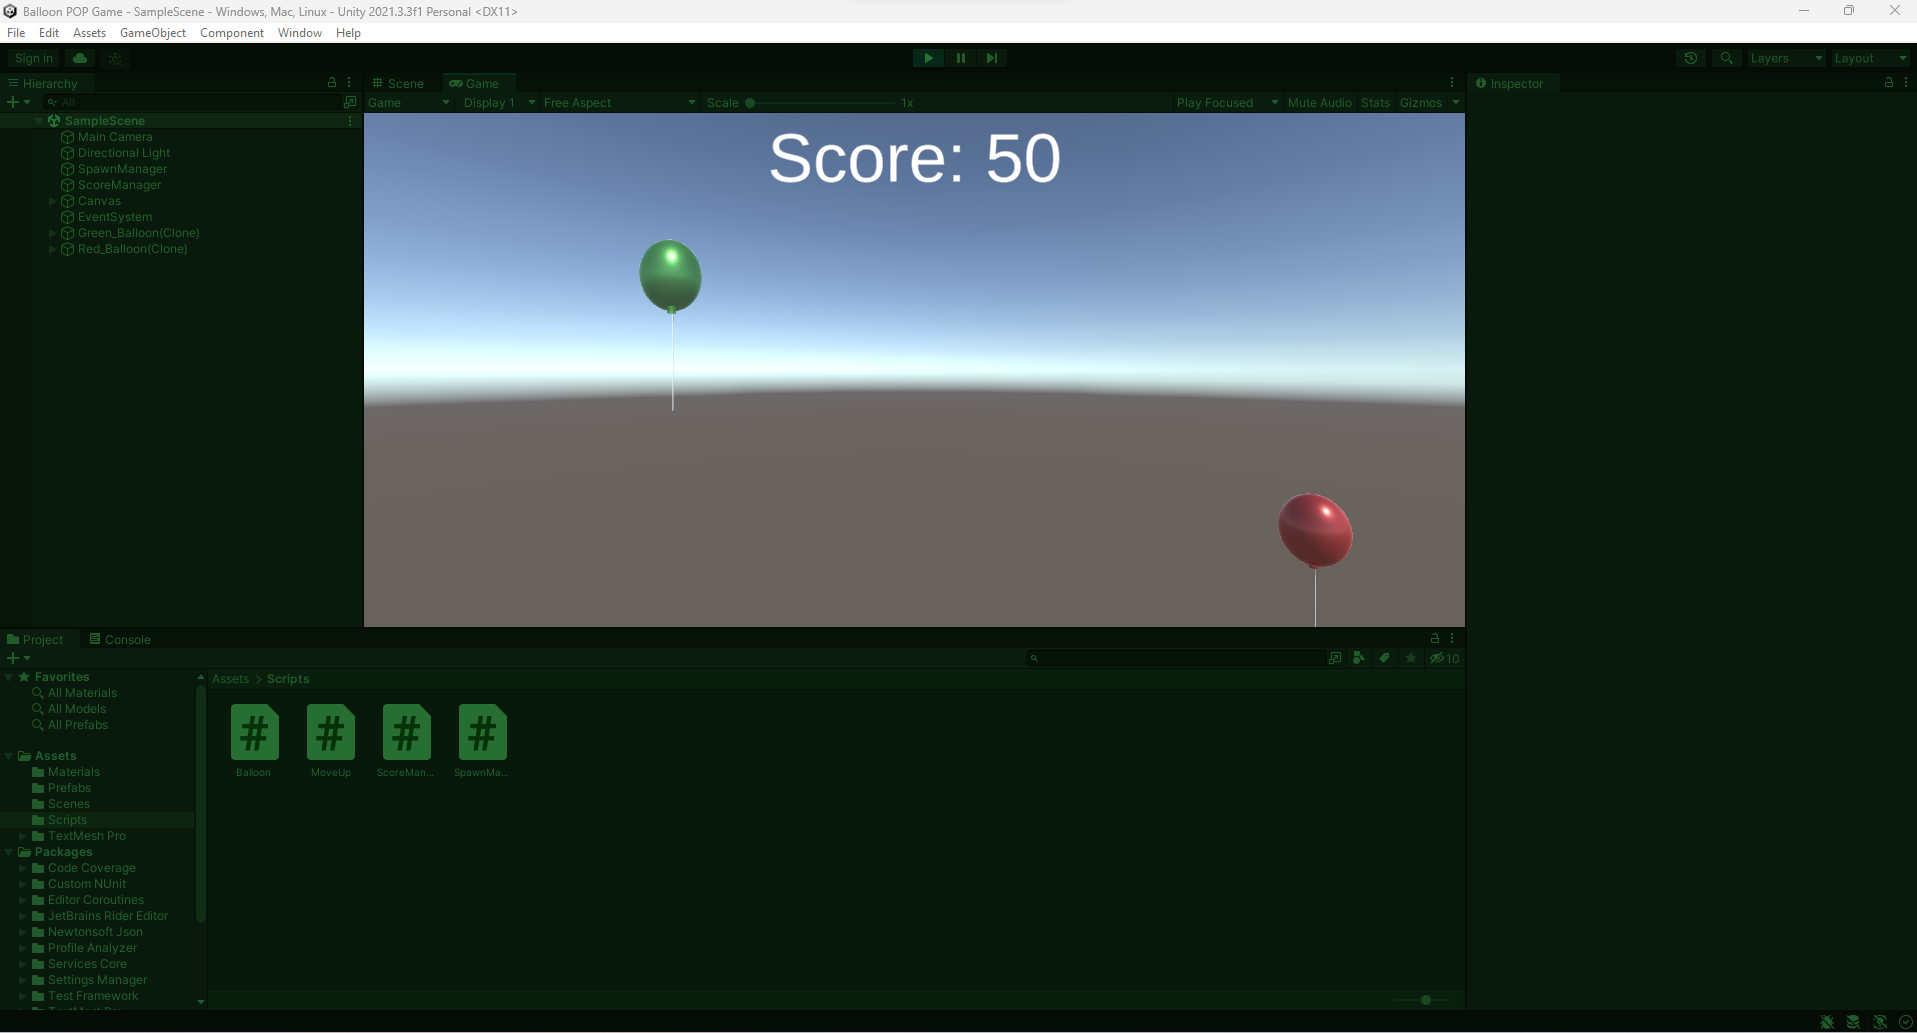 Balloon POP Game - SampleScene - Windows, Mac, Linux - Unity 2021.3.3f1 Personal <DX11>
File Edit Assets GameObject Component Window Help
Sign in
Layers Layout
Hierarchy
All
SampleScene
Main Camera
Directional Light
SpawnManager
ScoreManager
Canvas
EventSystem
Green_Balloon(Clone)
Red_Balloon(Clone)
Scene Game
Game Display 1 Free Aspect Scale 1x Play Focused Mute Audio Stats Gizmos
Score: 50
Inspector
Project Console
10
Favorites
All Materials
All Models
All Prefabs
Assets
Materials
Prefabs
Scenes
Scripts
TextMesh Pro
Packages
Code Coverage
Custom NUnit
Editor Coroutines
JetBrains Rider Editor
Newtonsoft Json
Profile Analyzer
Services Core
Settings Manager
Test Framework
Assets > Scripts
# # # #
Balloon MoveUp ScoreMan... SpawnMa...